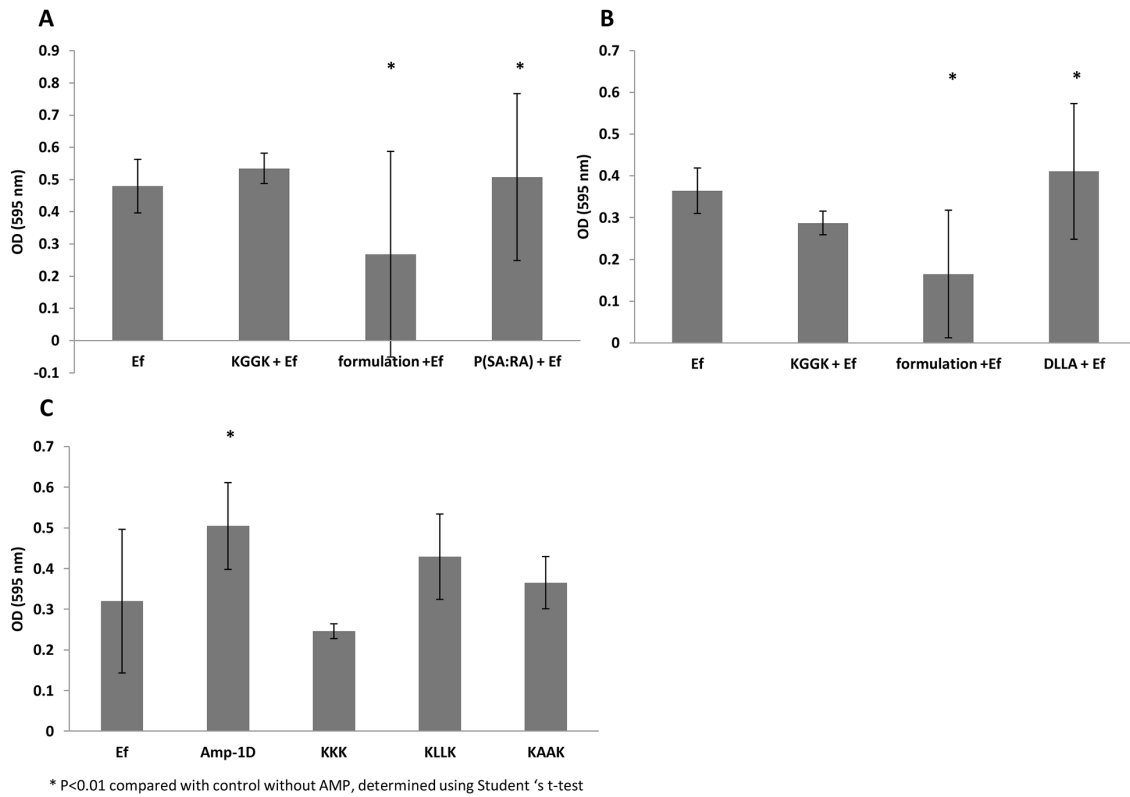 A
0.9
0.8
0.7
0.6
0.5
0.4
0.3
0.2
0.1
0
-0.1
OD (595 nm)
*
*
Ef
KGGK + Ef
formulation +Ef
P(SA:RA) + Ef
B
0.7
0.6
0.5
0.4
0.3
0.2
0.1
0
OD (595 nm)
*
*
Ef
KGGK + Ef
formulation +Ef
DLLA + Ef
C
0.7
0.6
0.5
0.4
0.3
0.2
0.1
0
OD (595 nm)
*
Ef
Amp-1D
KKK
KLLK
KAAK
* P<0.01 compared with control without AMP, determined using Student ‘s t-test